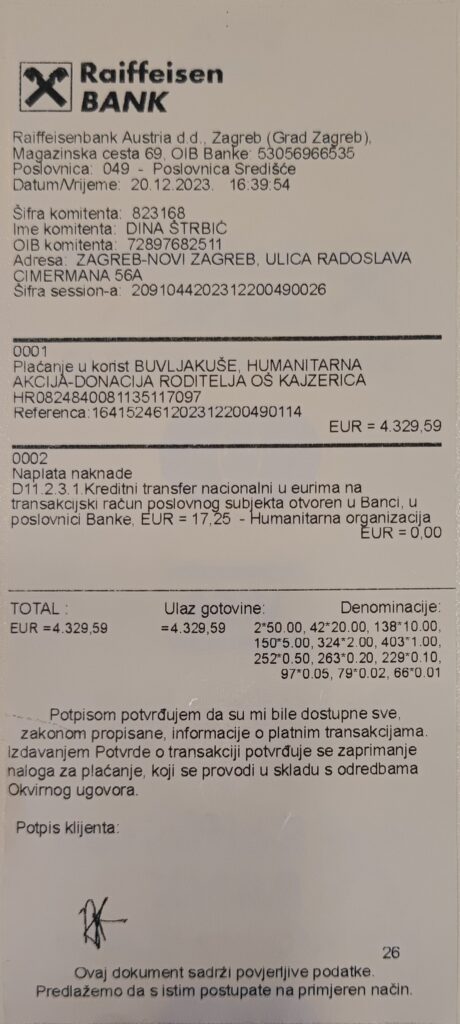 Raiffeisen
BANK
Raiffeisenbank Austria d.d., Zagreb (Grad Zagreb),
Magazinska cesta 69, OIB Banke: 53056966535
Poslovnica: 049 - Poslovnica Središće
Datum/Vrijeme: 20.12.2023. 16:39:54
Šifra komitenta: 823168
Ime komitenta: DINA ŠTRBIĆ
OIB komitenta: 72897682511
Adresa: ZAGREB-NOVI ZAGREB, ULICA RADOSLAVA
CIMERMANA 56A
Šifra session-a: 2091044202312200490026
0001
Plaćanje u korist BUVLJAKUŠE, HUMANITARNA
AKCIJA-DONACIJA RODITELJA OŠ KAJZERICA
HR0824840081135117097
Referenca:164152461202312200490114
EUR = 4.329,59
0002
Naplata naknade
D11.2.3.1.Kreditni transfer nacionalni u eurima na
transakcijski račun poslovnog subjekta otvoren u Banci, u
poslovnici Banke, EUR = 17,25 - Humanitarna organizacija
EUR = 0,00
TOTAL : Ulaz gotovine: Denominacije:
EUR =4.329,59 =4.329,59 2*50.00, 42*20.00, 138*10.00,
150*5.00, 324*2.00, 403*1.00,
252*0.50, 263*0.20, 229*0.10,
97*0.05, 79*0.02, 66*0.01
Potpisom potvrđujem da su mi bile dostupne sve,
zakonom propisane, informacije o platnim transakcijama.
Izdavanjem Potvrde o transakciji potvrđuje se zaprimanje
naloga za plaćanje, koji se provodi u skladu s odredbama
Okvirnog ugovora.
Potpis klijenta:
26
Ovaj dokument sadrži povjerljive podatke.
Predlažemo da s istim postupate na primjeren način.